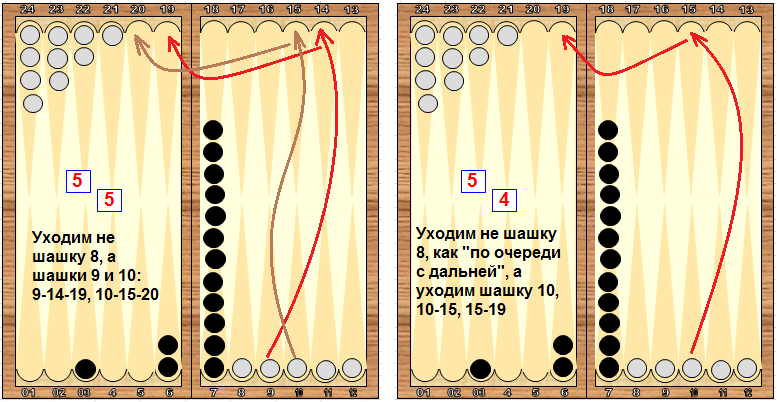 24 23 22 21 20 19 18 17 16 15 14 13
24 23 22 21 20 19 18 17 16 15 14 13
5
5
Уходим не
шашку 8, а
шашки 9 и 10:
9-14-19, 10-15-20
5
4
Уходим не шашку
8, как "по очереди
с дальней", а
уходим шашку 10,
10-15, 15-19
01 02 03 4 5 6 7 8 9 10 11 12
01 02 03 4 5 6 7 8 9 10 11 12